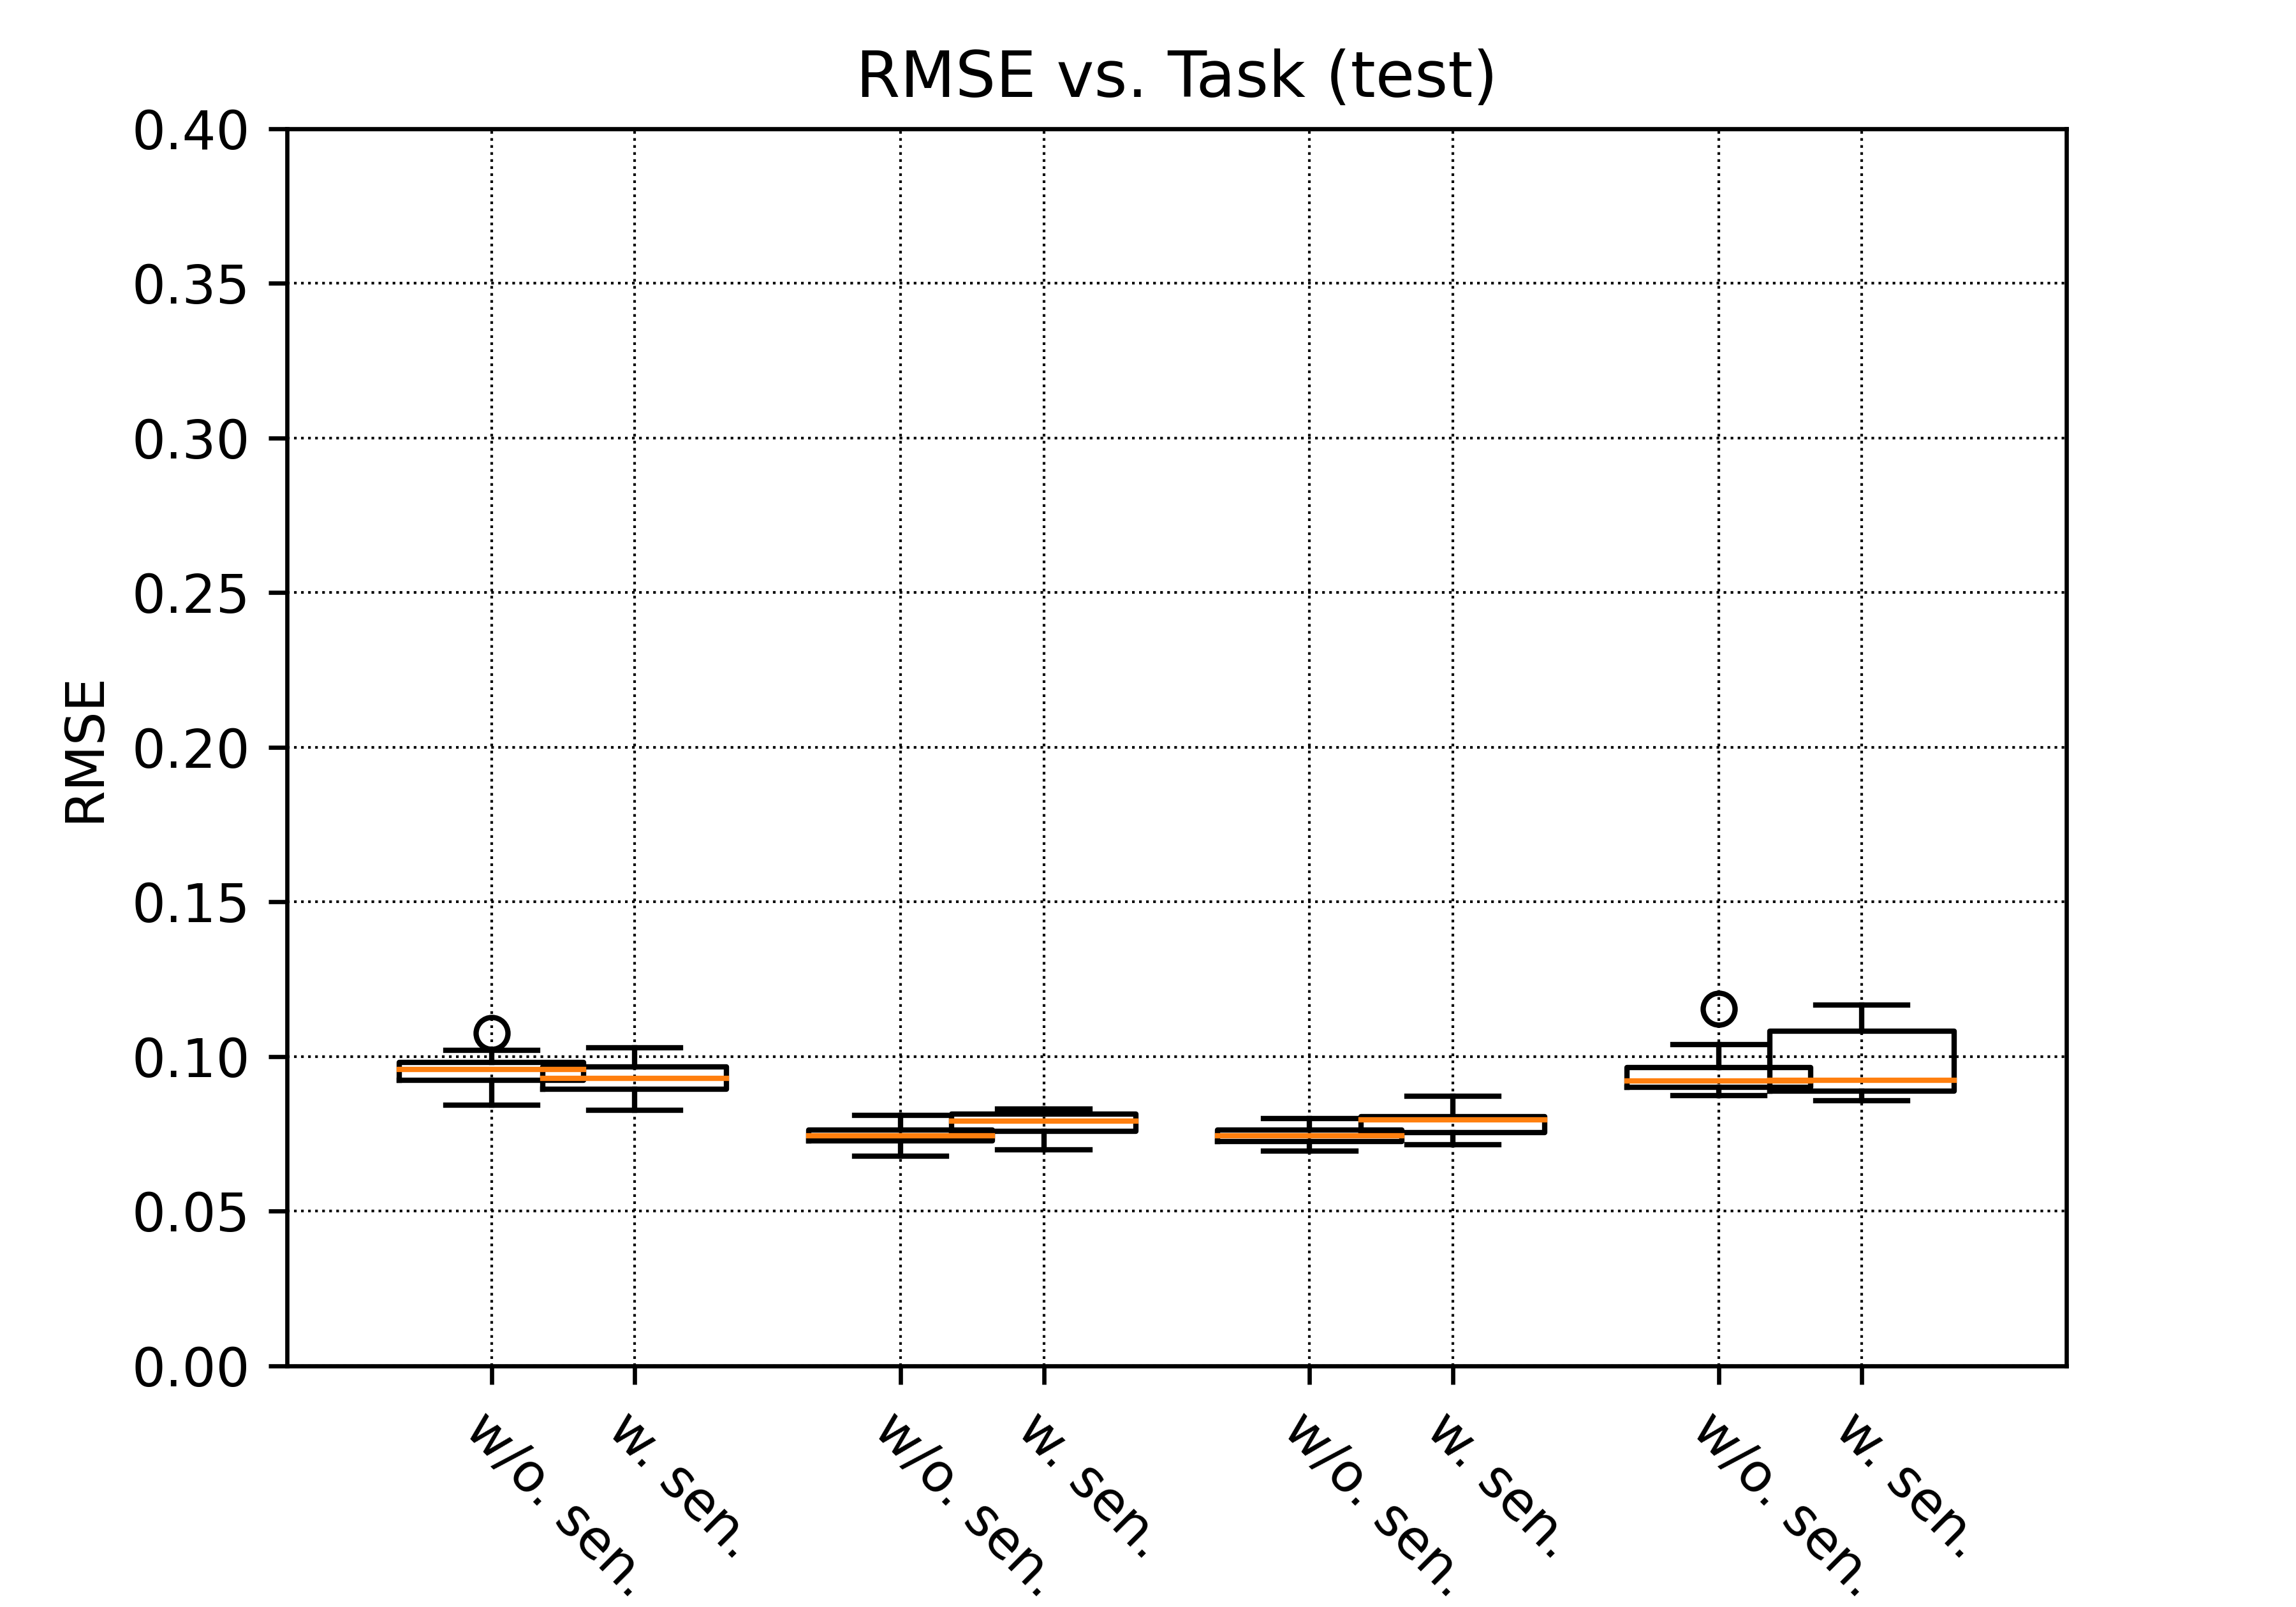 RMSE vs. Task (test)
0.40
0.35
0.30
0.25
0.20
0.15
0.10
0.05
0.00
RMSE
w/o. sen.
w. sen.
w/o. sen.
w. sen.
w/o. sen.
w. sen.
w/o. sen.
w. sen.